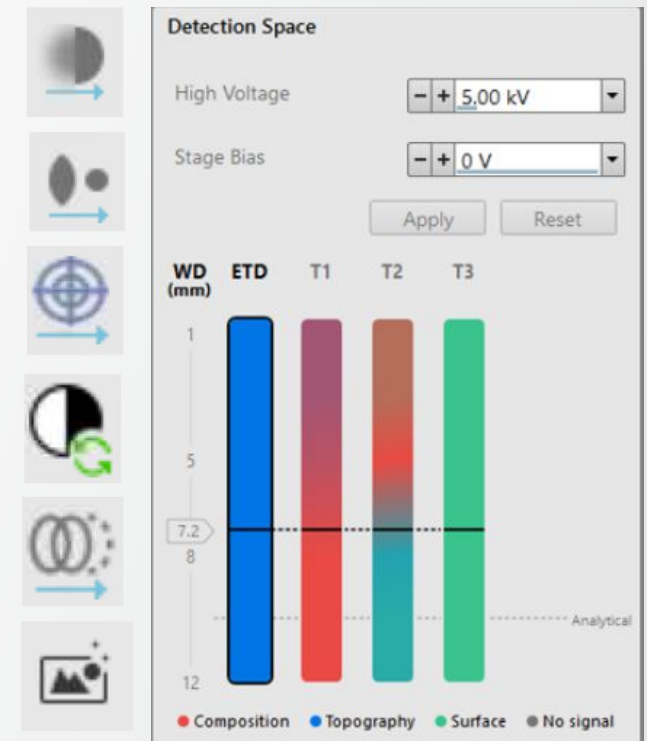 Detection Space
High Voltage - + 5.00 kV
Stage Bias - + 0 V
Apply Reset
WD ETD T1 T2 T3
(mm)
1
5
7.2
8
Analytical
12
Composition Topography Surface No signal